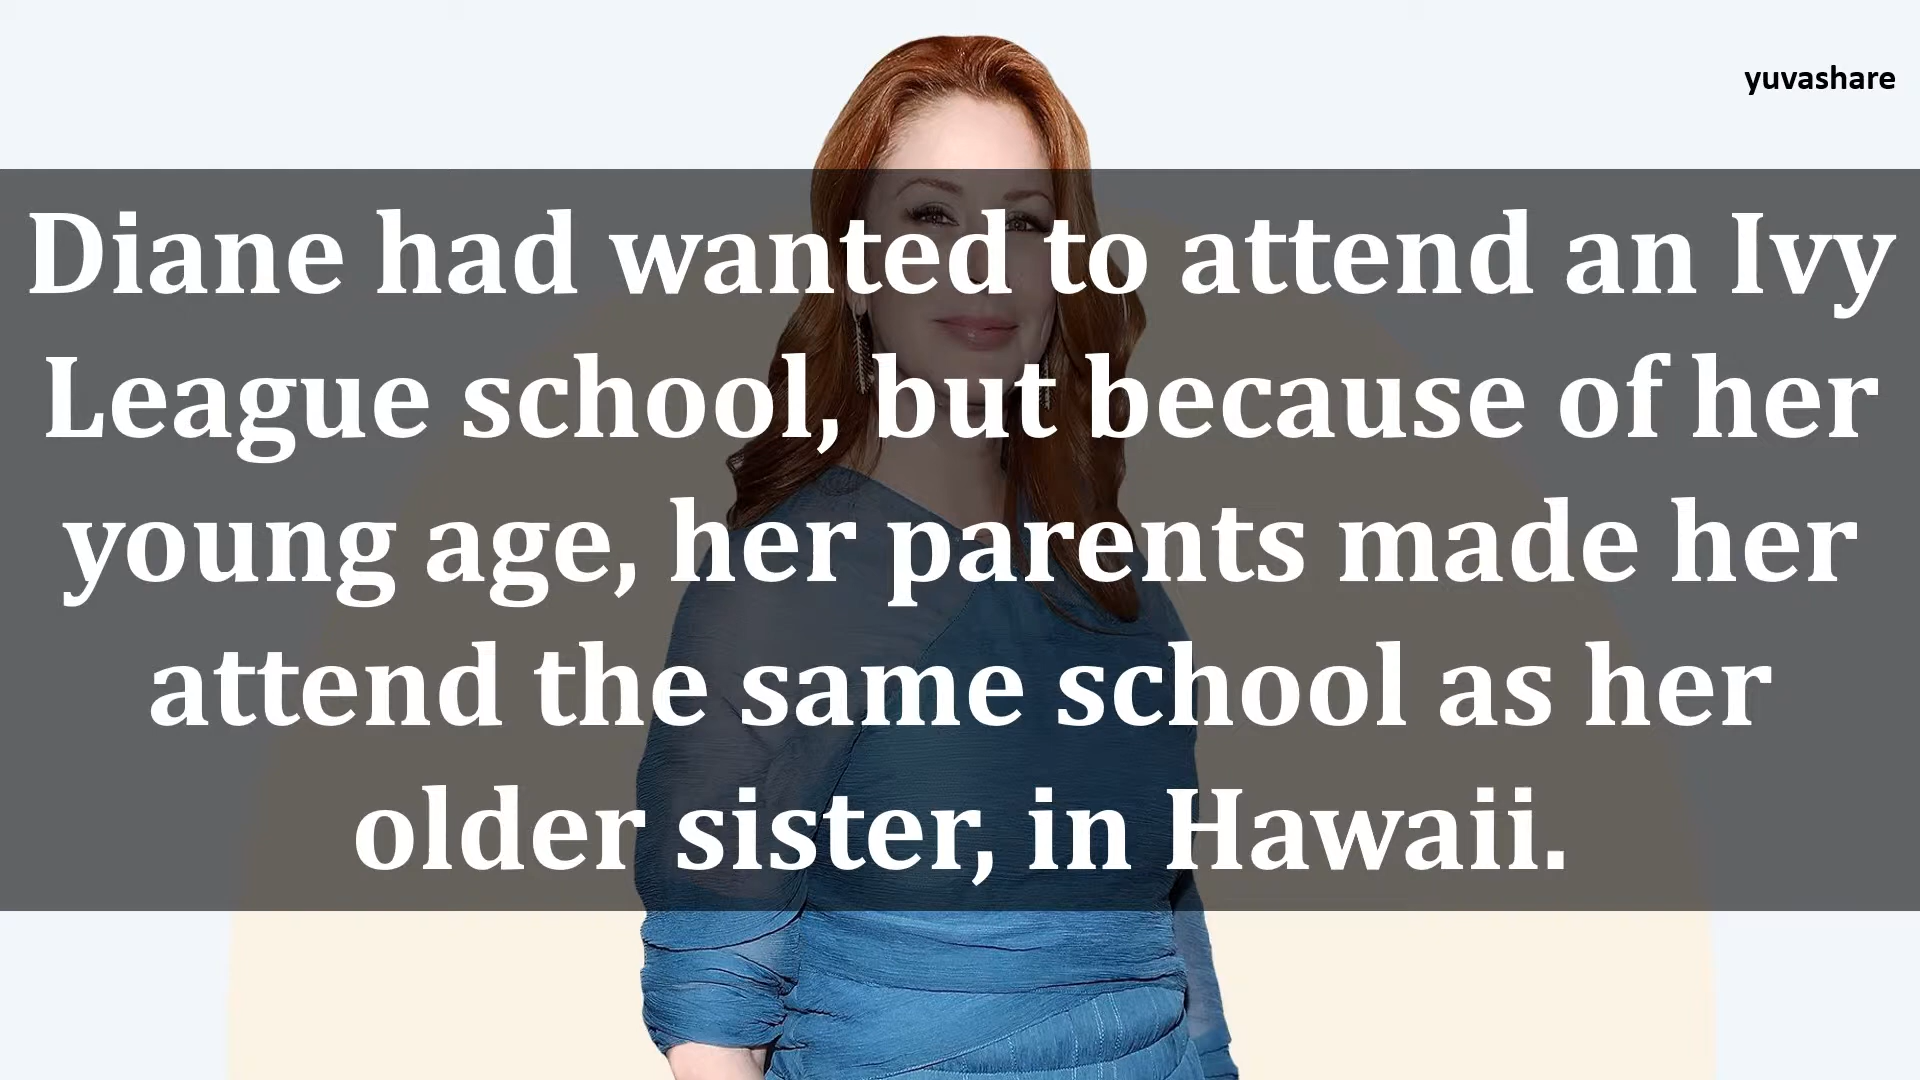 yuvashare
Diane had wanted to attend an Ivy
League school, but because of her
young age, her parents made her
attend the same school as her
older sister, in Hawaii.